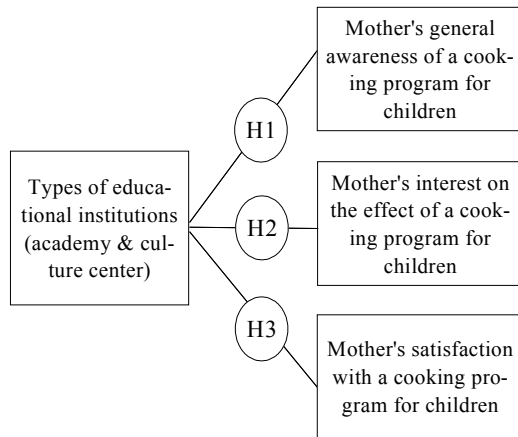 Mother's general
awareness of a cook-
ing program for
children
H1
Types of educa-
tional institutions
(academy & cul-
ture center)
H2
Mother's interest on
the effect of a cook-
ing program for
children
H3
Mother's satisfaction
with a cooking pro-
gram for children